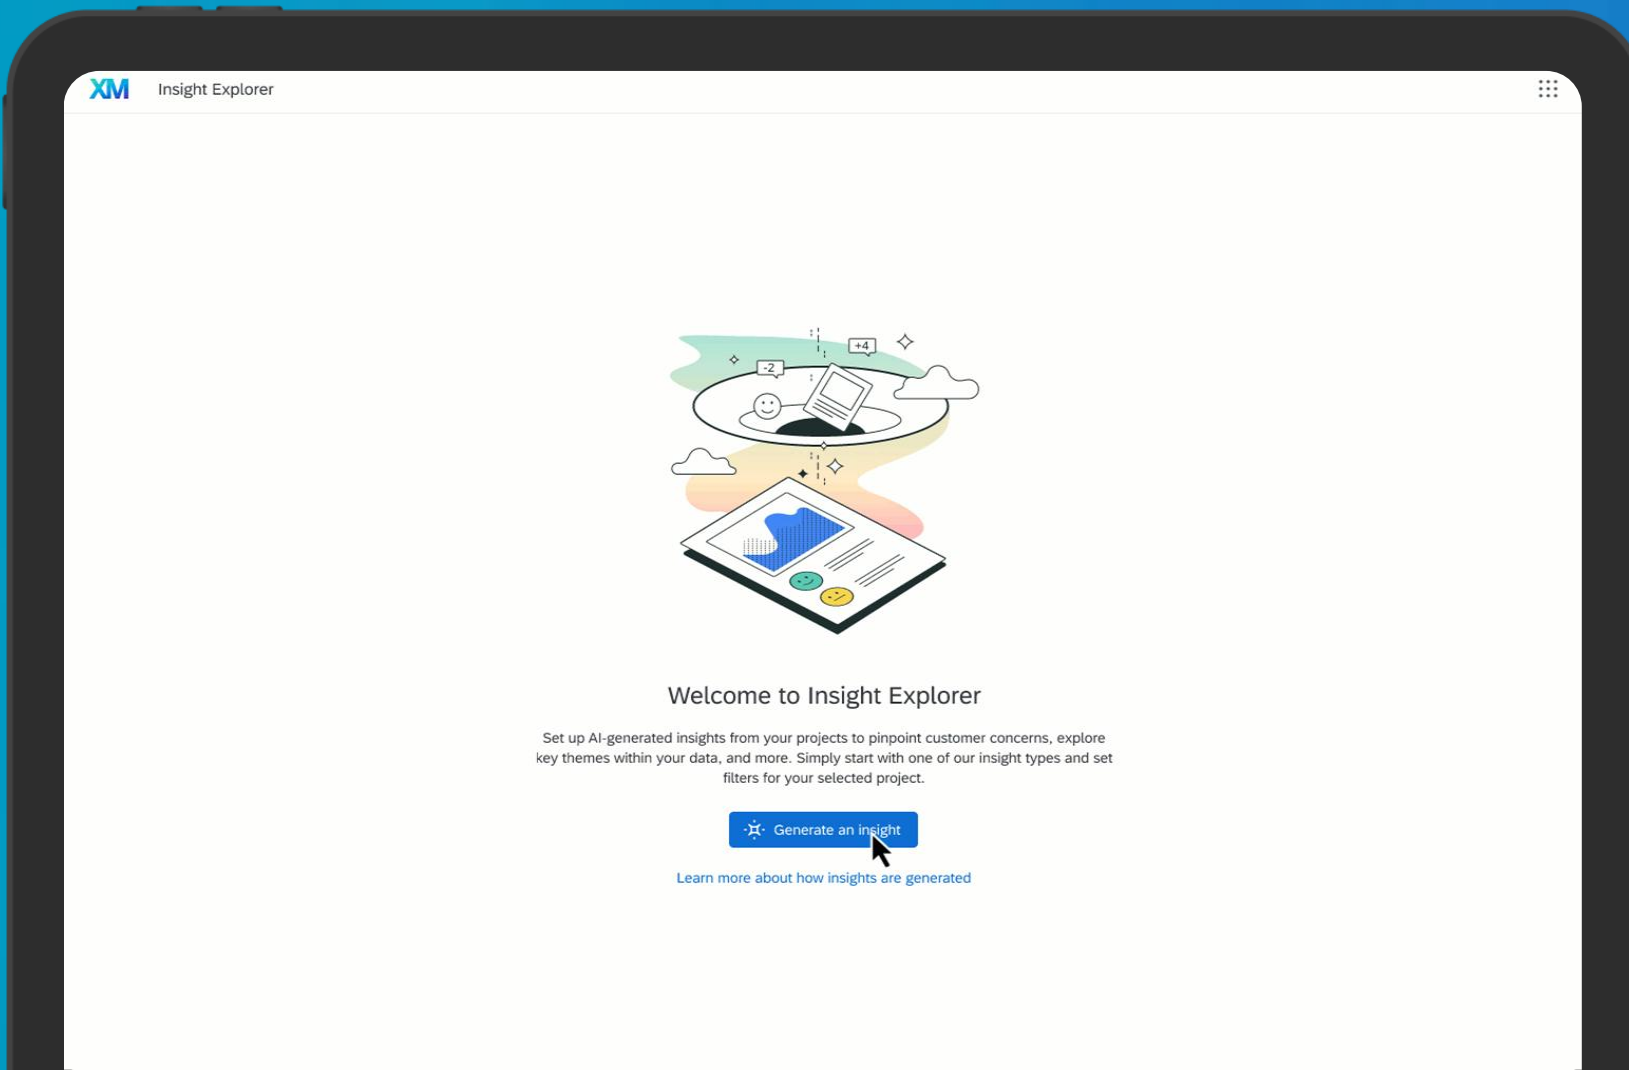 XM
Insight Explorer
+4
-2
Welcome to Insight Explorer
Set up AI-generated insights from your projects to pinpoint customer concerns, explore
key themes within your data, and more. Simply start with one of our insight types and set
filters for your selected project.
Generate an insight
Learn more about how insights are generated